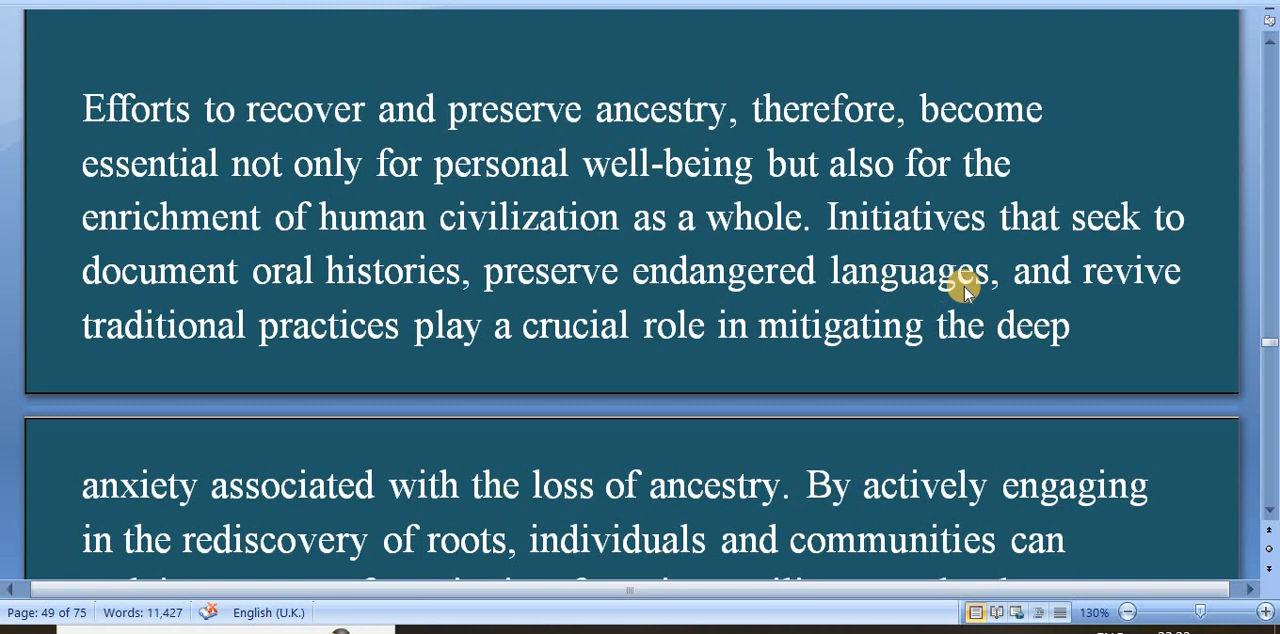 Efforts to recover and preserve ancestry, therefore, become
essential not only for personal well-being but also for the
enrichment of human civilization as a whole. Initiatives that seek to
document oral histories, preserve endangered languages, and revive
traditional practices play a crucial role in mitigating the deep
anxiety associated with the loss of ancestry. By actively engaging
in the rediscovery of roots, individuals and communities can
Page: 49 of 75 Words: 11,427 English (U.K.) 130%